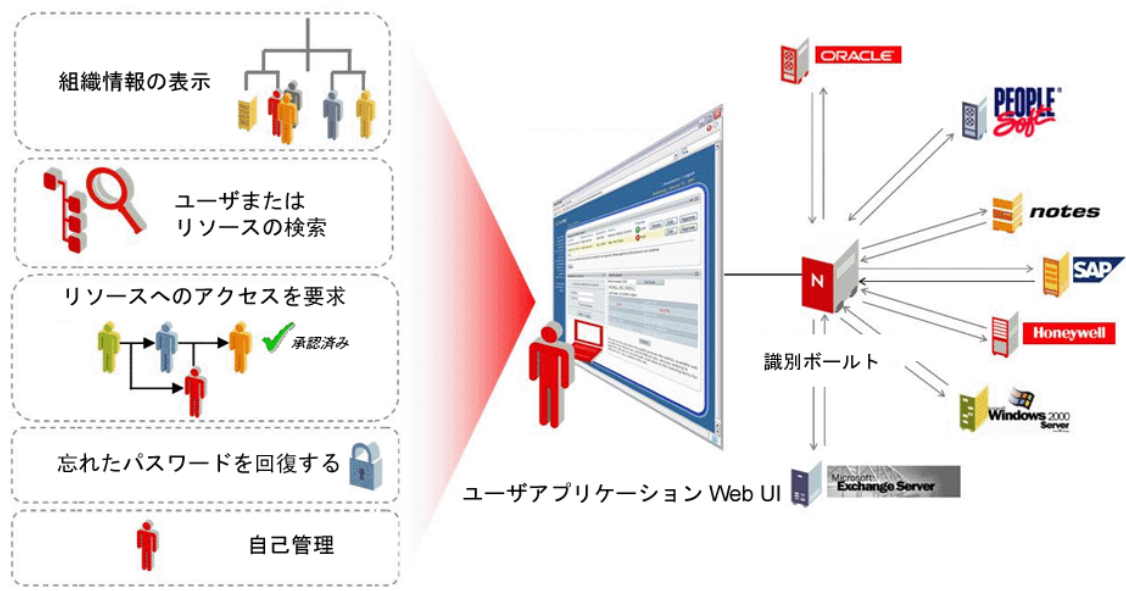 組織情報の表示
ユーザまたは
リソースの検索
リソースへのアクセスを要求
承認済み
忘れたパスワードを回復する
自己管理
ユーザアプリケーション Web UI
N
識別ボールト
ORACLE
PEOPLE
Soft
notes
SAP
Honeywell
Windows 2000
Server
Microsoft
Exchange Server